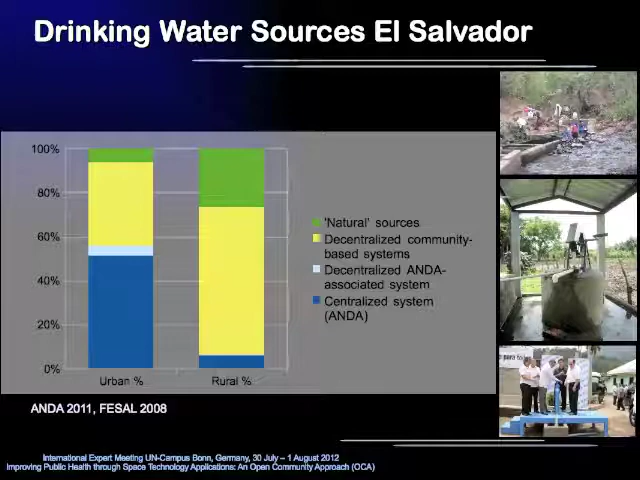 Drinking Water Sources El Salvador
100%
80%
60%
40%
20%
0%
Urban %
Rural %
'Natural' sources
Decentralized community-
based systems
Decentralized ANDA-
associated system
Centralized system
(ANDA)
ANDA 2011, FESAL 2008
International Expert Meeting UN-Campus Bonn, Germany, 30 July – 1 August 2012
Improving Public Health through Space Technology Applications: An Open Community Approach (OCA)